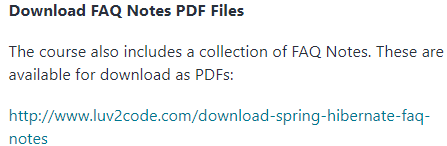 Download FAQ Notes PDF Files
The course also includes a collection of FAQ Notes. These are
available for download as PDFs:
http://www.luv2code.com/download-spring-hibernate-faq-
notes